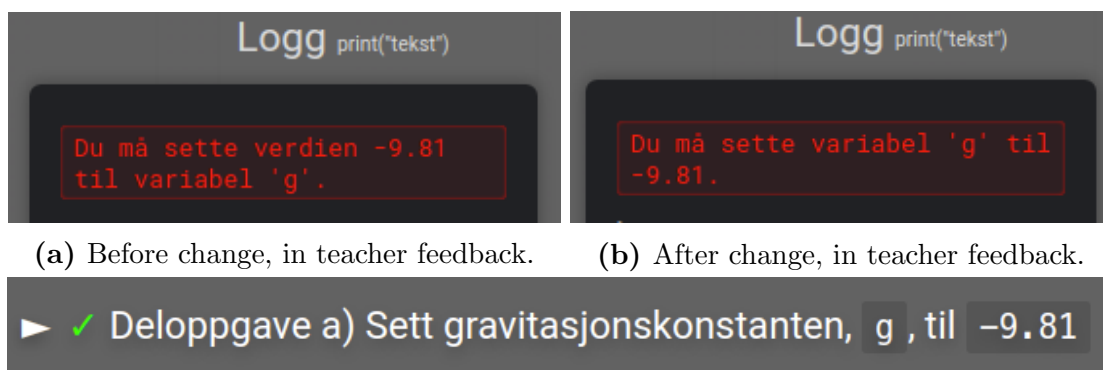 Logg print("tekst")
Du må sette verdien -9.81
til variabel 'g'.
(a) Before change, in teacher feedback.
Logg print("tekst")
Du må sette variabel 'g' til
-9.81.
(b) After change, in teacher feedback.
► ✓ Deloppgave a) Sett gravitasjonskonstanten, g , til −9.81